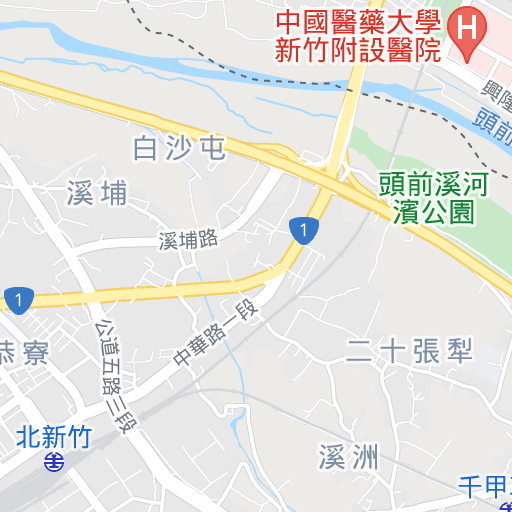 中國醫藥大學
新竹附設醫院
H
興隆
頭前
白沙屯
溪埔
頭前溪河
濱公園
溪埔路
1
1
中華路一段
公道五路三段
恭寮
二十張犁
北新竹
溪洲
千甲